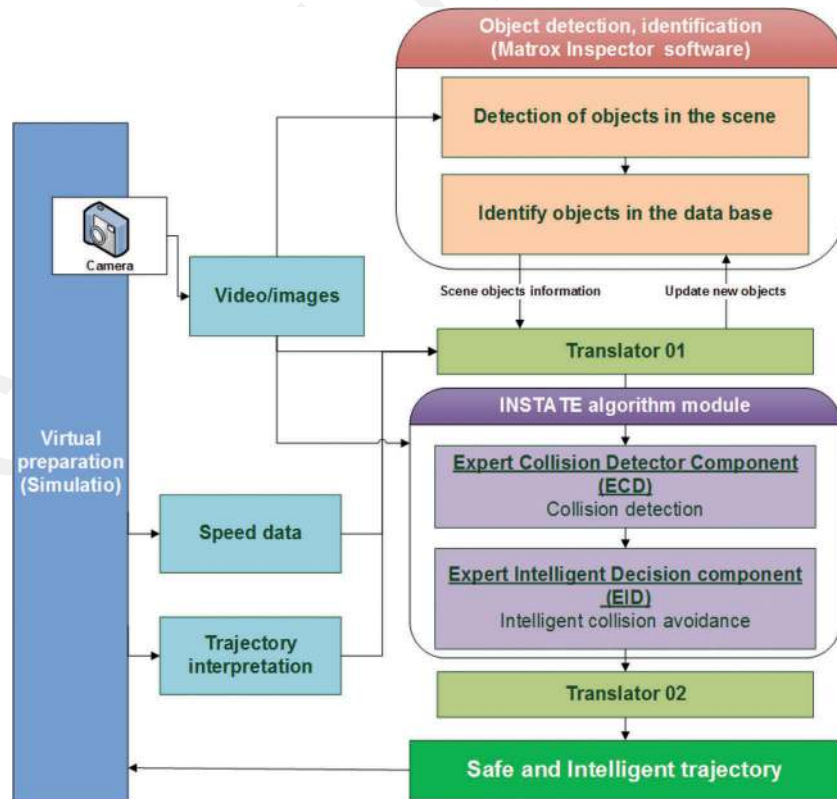 Object detection, identification
(Matrox Inspector software)
Detection of objects in the scene
Identify objects in the data base
Camera
Video/images
Scene objects information
Update new objects
Translator 01
INSTATE algorithm module
Virtual
preparation
(Simulatio)
Expert Collision Detector Component
(ECD)
Collision detection
Speed data
Expert Intelligent Decision component
(EID)
Intelligent collision avoidance
Trajectory
interpretation
Translator 02
Safe and Intelligent trajectory